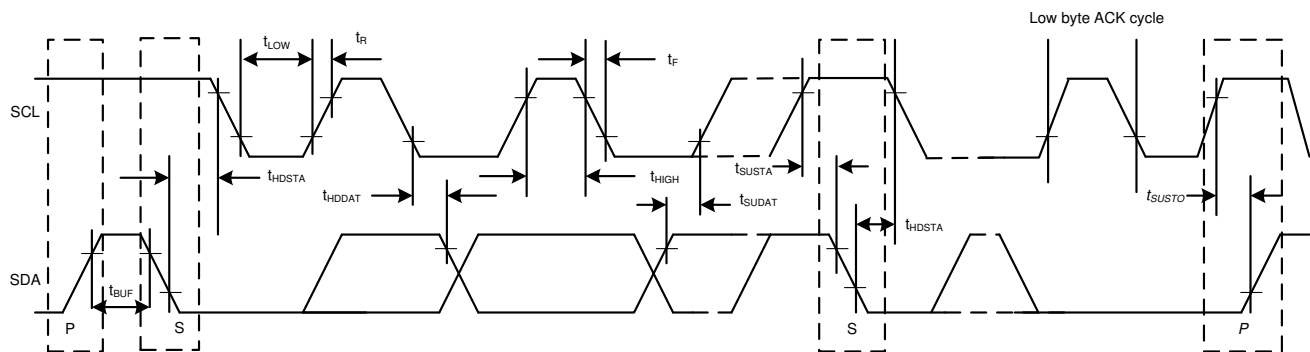 Low byte ACK cycle
tLOW
tR
tF
SCL
tHDSTA
tHDDAT
tHIGH
tSUDAT
tSUSTA
tHDSTA
tSUSTO
SDA
tBUF
P
S
S
P